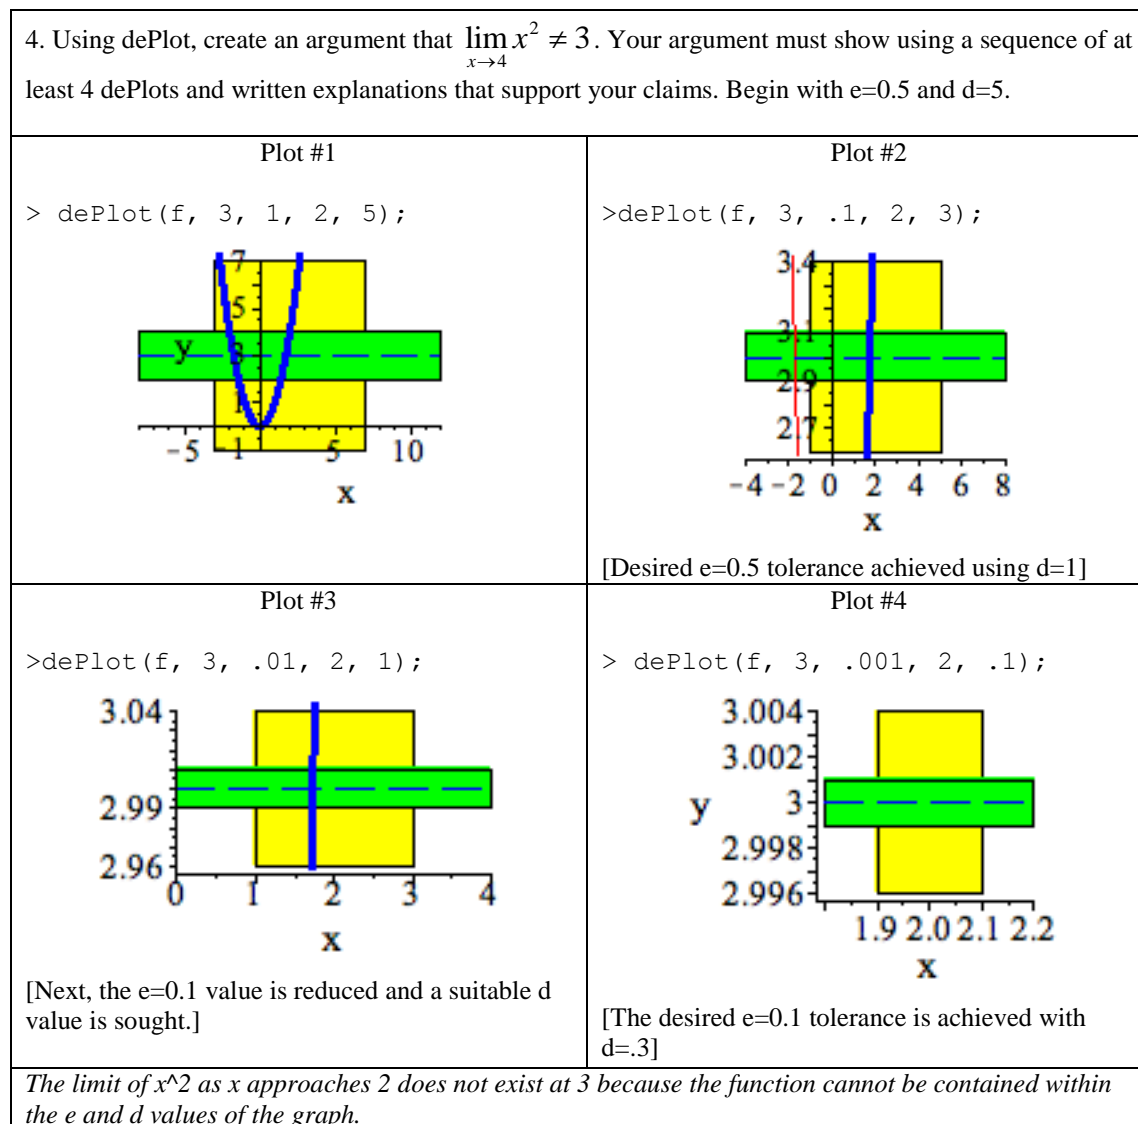 4. Using dePlot, create an argument that lim x→4 x² ≠ 3. Your argument must show using a sequence of at
least 4 dePlots and written explanations that support your claims. Begin with e=0.5 and d=5.
Plot #1
> dePlot(f, 3, 1, 2, 5);
7
5
y 3
1
-5 -1 5 10
x
Plot #2
>dePlot(f, 3, .1, 2, 3);
3.4
3.1
2.9
2.7
-4 -2 0 2 4 6 8
x
[Desired e=0.5 tolerance achieved using d=1]
Plot #3
>dePlot(f, 3, .01, 2, 1);
3.04
2.99
2.96
0 1 2 3 4
x
[Next, the e=0.1 value is reduced and a suitable d
value is sought.]
Plot #4
> dePlot(f, 3, .001, 2, .1);
3.004
3.002
y 3
2.998
2.996
1.9 2.0 2.1 2.2
x
[The desired e=0.1 tolerance is achieved with
d=.3]
The limit of x^2 as x approaches 2 does not exist at 3 because the function cannot be contained within
the e and d values of the graph.